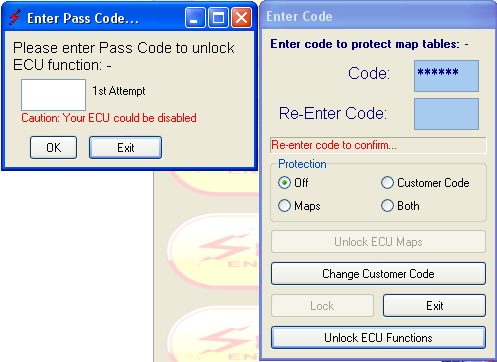 Enter Pass Code...
Please enter Pass Code to unlock
ECU function: -
1st Attempt
Caution: Your ECU could be disabled
OK
Exit
Enter Code
Enter code to protect map tables: -
Code: ******
Re-Enter Code:
Re-enter code to confirm...
Protection
Off
Customer Code
Maps
Both
Unlock ECU Maps
Change Customer Code
Lock
Exit
Unlock ECU Functions